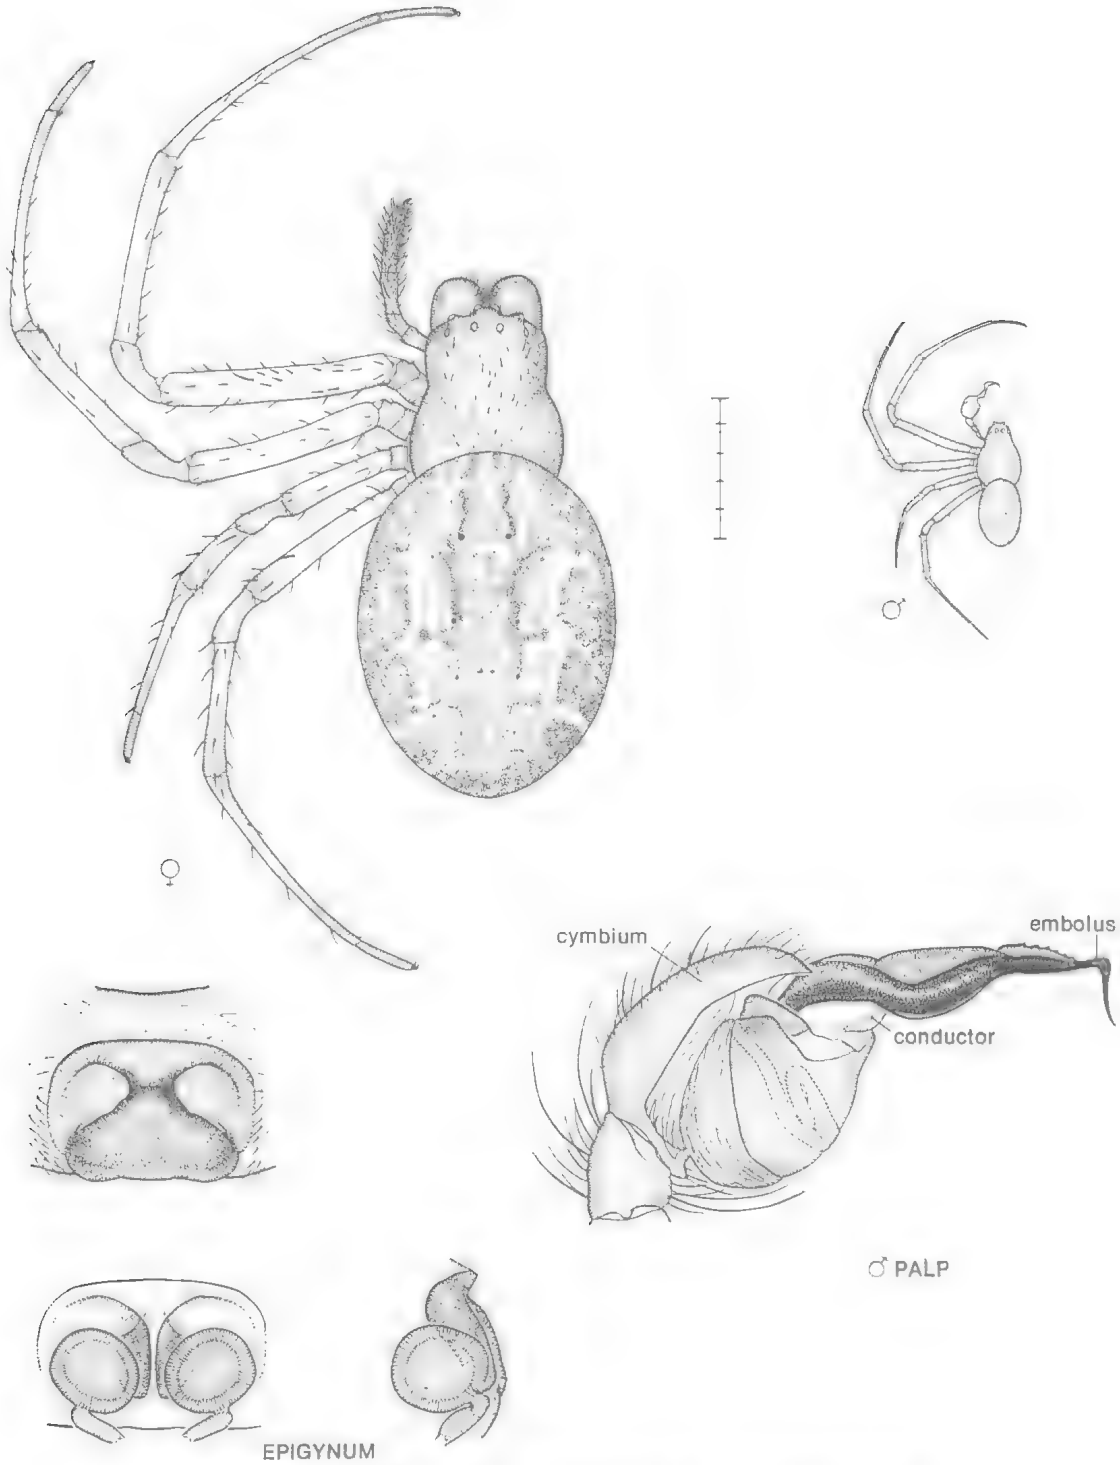 ♂
♀
cymbium
embolus
conductor
♂ PALP
EPIGYNUM